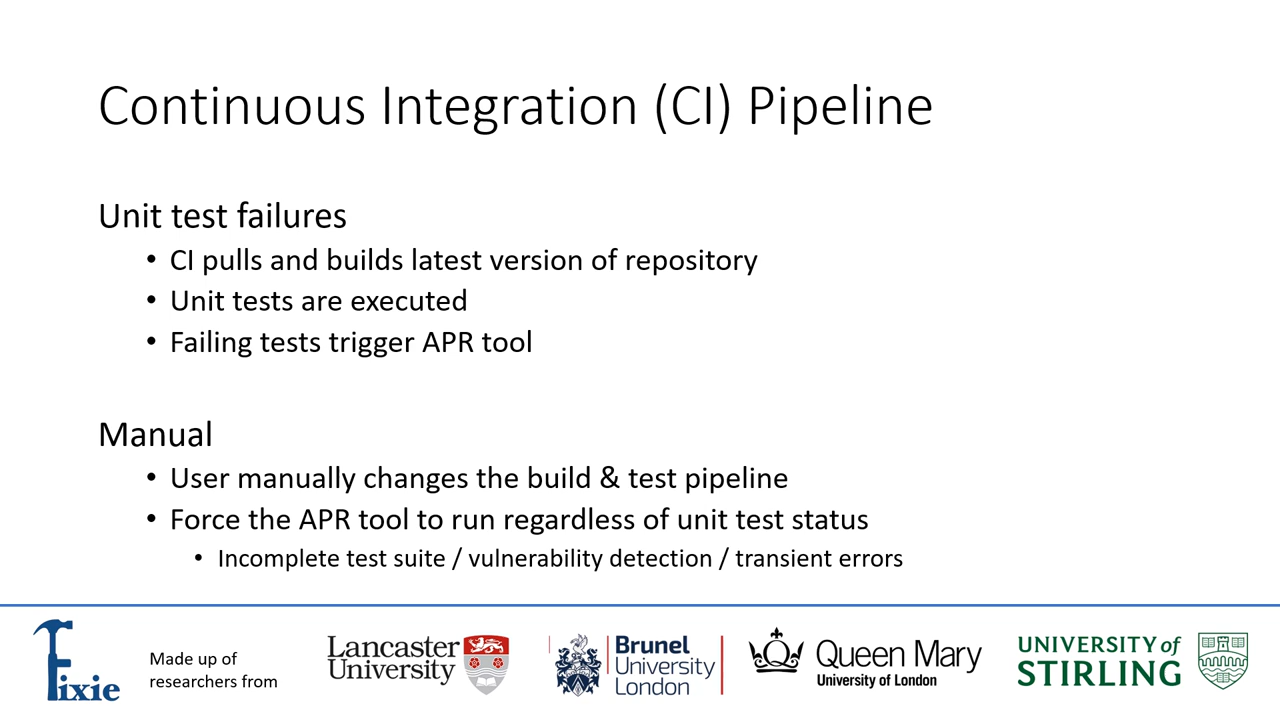 Continuous Integration (CI) Pipeline
Unit test failures
• CI pulls and builds latest version of repository
• Unit tests are executed
• Failing tests trigger APR tool
Manual
• User manually changes the build & test pipeline
• Force the APR tool to run regardless of unit test status
• Incomplete test suite / vulnerability detection / transient errors
Fixie
Made up of
researchers from
Lancaster
University
Brunel
University
London
Queen Mary
University of London
UNIVERSITY of
STIRLING